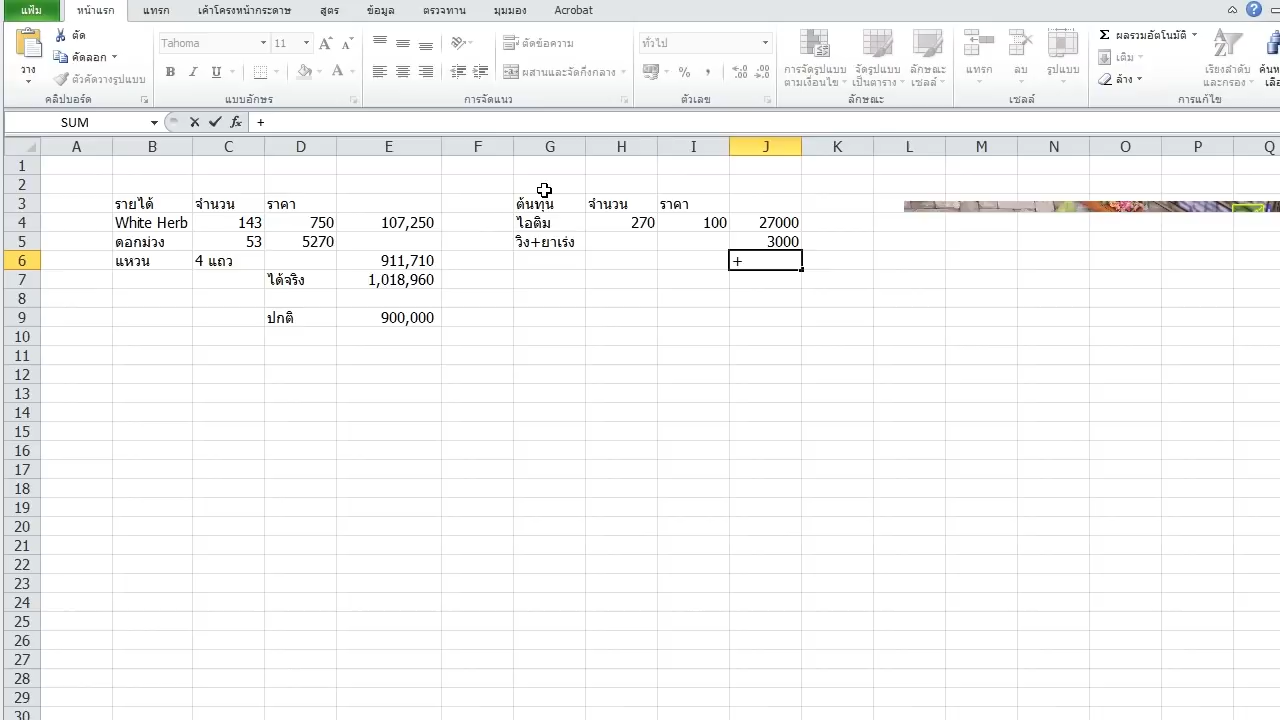 แฟ้ม หน้าแรก แทรก เค้าโครงหน้ากระดาษ สูตร ข้อมูล ตรวจทาน มุมมอง Acrobat
วาง
ตัด
คัดลอก
ตัวคัดวางรูปแบบ
คลิปบอร์ด
Tahoma 11
B I U
แบบอักษร
ตัดข้อความ
ผสานและจัดกึ่งกลาง
การจัดแนว
ทั่วไป
ตัวเลข
การจัดรูปแบบ ตามเงื่อนไข
จัดรูปแบบ เป็นตาราง
ลักษณะ เซลล์
ลักษณะ
แทรก ลบ รูปแบบ
เซลล์
Σ ผลรวมอัตโนมัติ
เติม
ล้าง
เรียงลำดับ และกรอง
การแก้ไข
SUM fx +
A B C D E F G H I J K L M N O P Q
1
2
3 รายได้ จำนวน ราคา ต้นทุน จำนวน ราคา
4 White Herb 143 750 107,250 ไอติม 270 100 27000
5 ดอกม่วง 53 5270 วิง+ยาเร่ง 3000
6 แหวน 4 แถว 911,710 +
7 ได้จริง 1,018,960
8
9 ปกติ 900,000
10
11
12
13
14
15
16
17
18
19
20
21
22
23
24
25
26
27
28
29
30